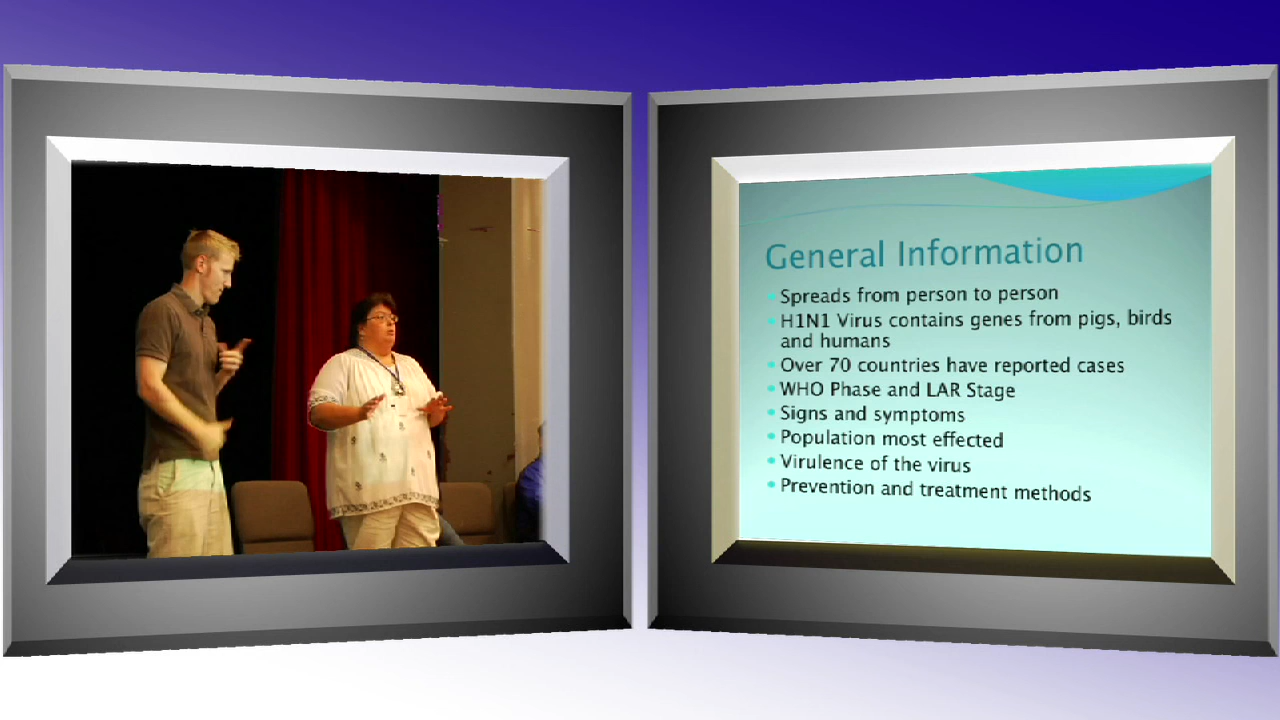 General Information
Spreads from person to person
H1N1 Virus contains genes from pigs, birds
and humans
Over 70 countries have reported cases
WHO Phase and LAR Stage
Signs and symptoms
Population most effected
Virulence of the virus
Prevention and treatment methods